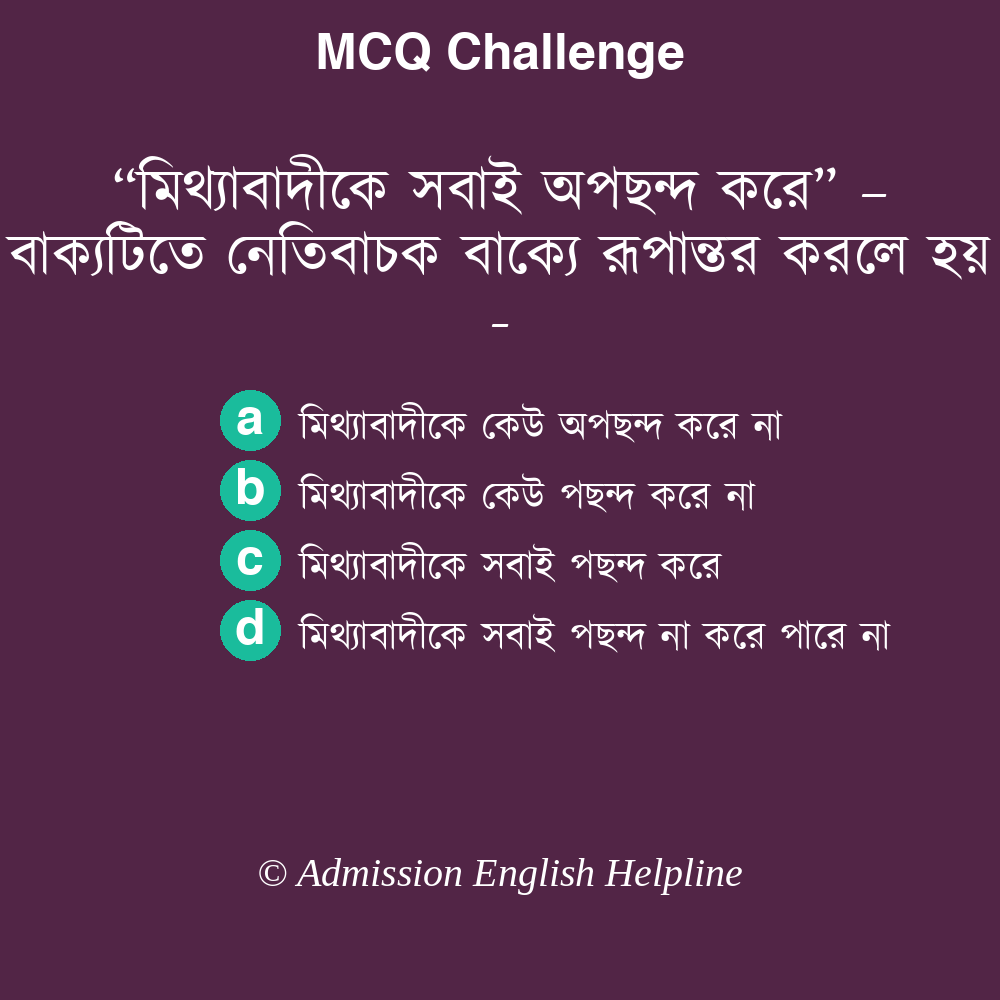 MCQ Challenge
“মিথ্যাবাদীকে সবাই অপছন্দ করে” –
বাক্যটিতে নেতিবাচক বাক্যে রূপান্তর করলে হয়
-
a মিথ্যাবাদীকে কেউ অপছন্দ করে না
b মিথ্যাবাদীকে কেউ পছন্দ করে না
c মিথ্যাবাদীকে সবাই পছন্দ করে
d মিথ্যাবাদীকে সবাই পছন্দ না করে পারে না
© Admission English Helpline